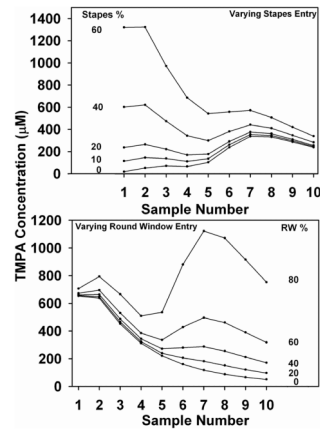 Stapes %
Varying Stapes Entry
1400
1200
1000
800
600
400
200
0
60
40
20
10
0
1 2 3 4 5 6 7 8 9 10
Sample Number
TMPA Concentration (µM)
Varying Round Window Entry
RW %
1200
1000
800
600
400
200
0
80
60
40
20
0
1 2 3 4 5 6 7 8 9 10
Sample Number